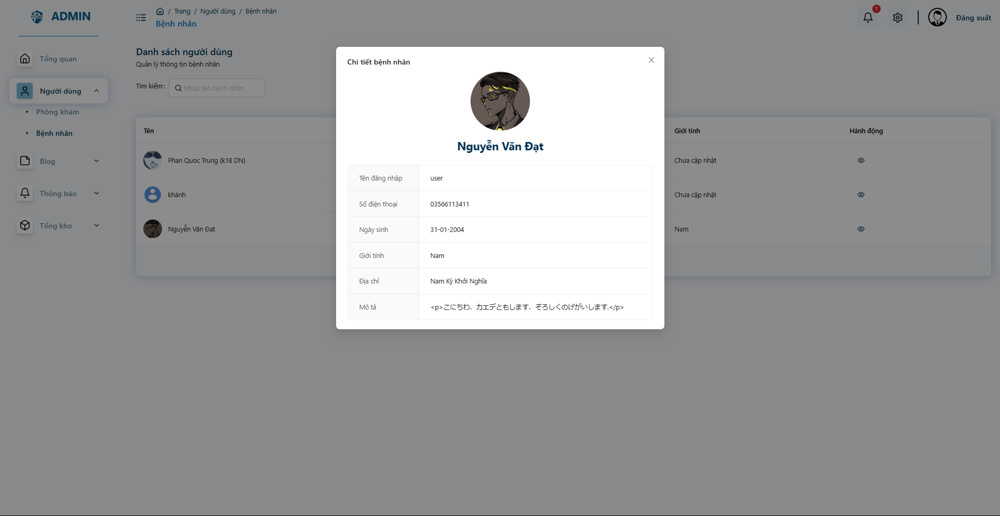 ADMIN
/ Trang / Người dùng / Bệnh nhân
Bệnh nhân
7
Đăng xuất
Tổng quan
Người dùng
Phòng khám
Bệnh nhân
Blog
Thông báo
Tổng kho
Danh sách người dùng
Quản lý thông tin bệnh nhân
Tìm kiếm:
Nhập tên bệnh nhân
Tên
Giới tính
Hành động
Phan Quoc Trung (k18 DN)
Chưa cập nhật
khánh
Chưa cập nhật
Nguyễn Văn Đạt
Nam
Chi tiết bệnh nhân
Nguyễn Văn Đạt
Tên đăng nhập
user
Số điện thoại
03566113411
Ngày sinh
31-01-2004
Giới tính
Nam
Địa chỉ
Nam Kỳ Khởi Nghĩa
Mô tả
<p>こにちわ、カエデともします、ぞろしくのげがいします.</p>